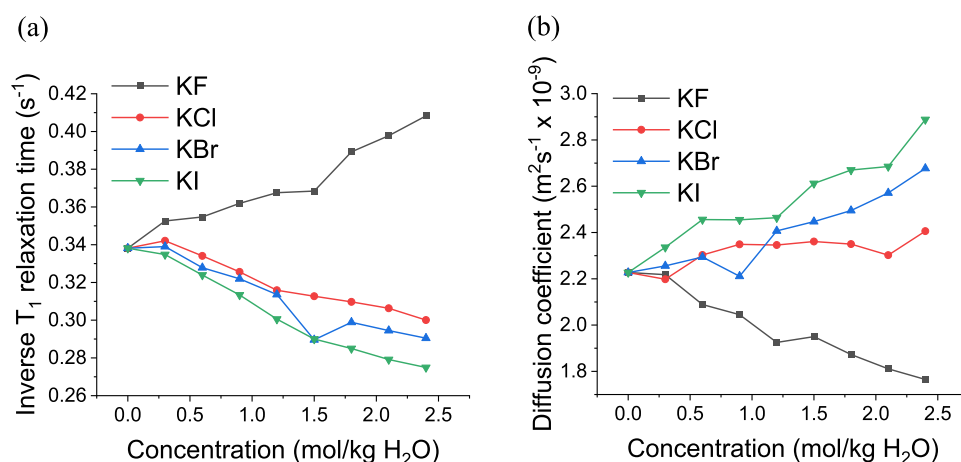 (a)
Inverse T₁ relaxation time (s⁻¹)
0.42
0.40
0.38
0.36
0.34
0.32
0.30
0.28
0.26
KF
KCl
KBr
KI
0.0 0.5 1.0 1.5 2.0 2.5
Concentration (mol/kg H₂O)
(b)
Diffusion coefficient (m²s⁻¹ x 10⁻⁹)
3.0
2.8
2.6
2.4
2.2
2.0
1.8
KF
KCl
KBr
KI
0.0 0.5 1.0 1.5 2.0 2.5
Concentration (mol/kg H₂O)